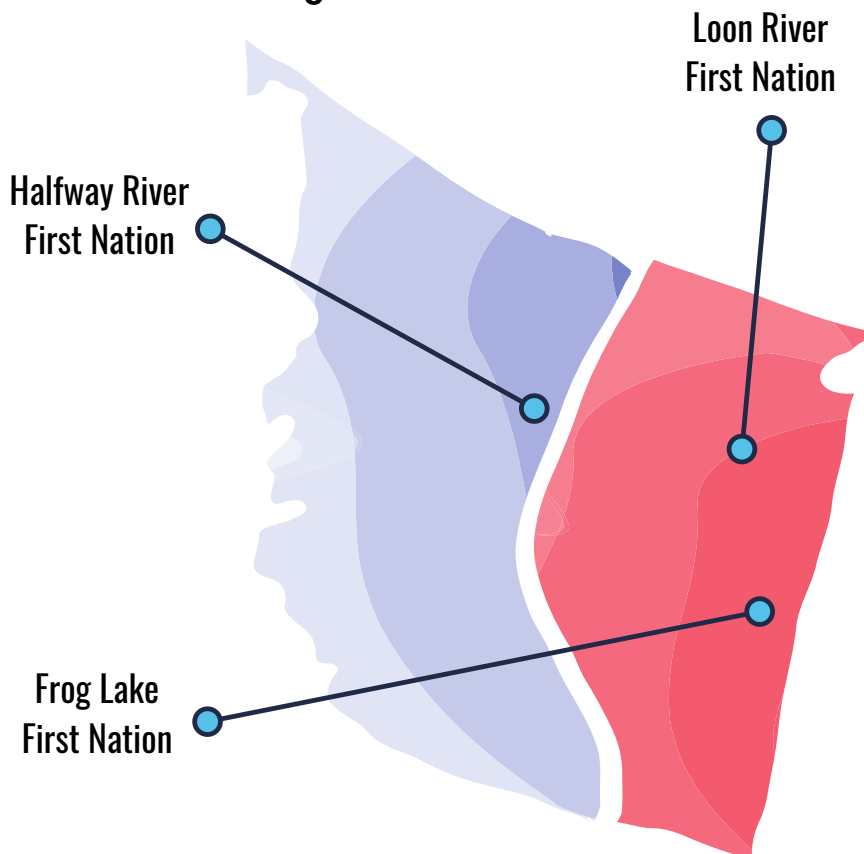 Loon River
First Nation
Halfway River
First Nation
Frog Lake
First Nation